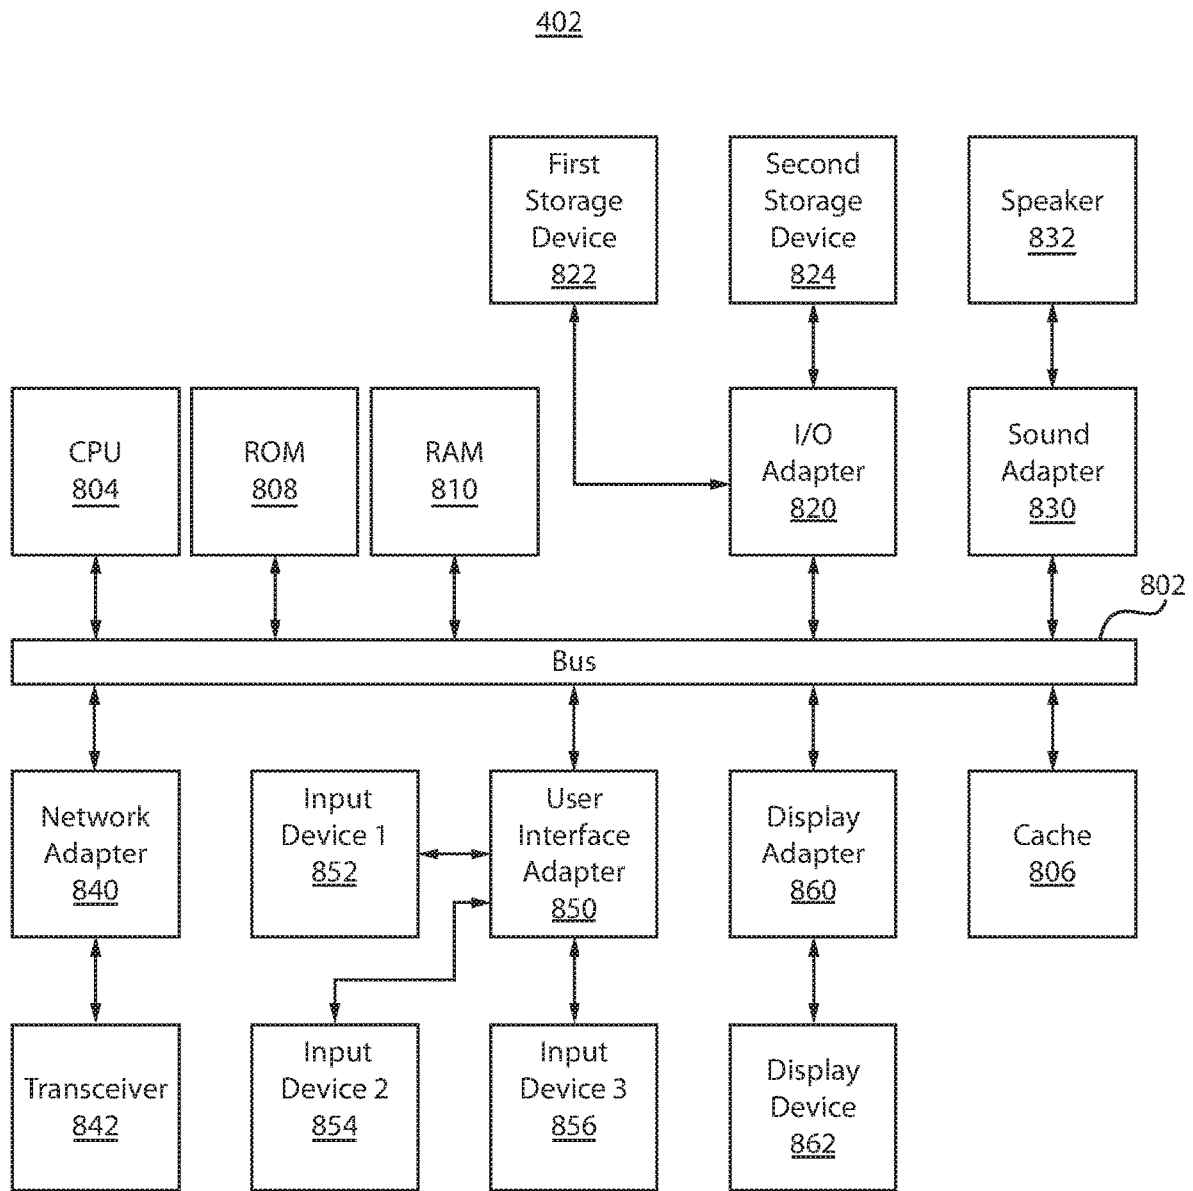 402
First
Storage
Device
822
Second
Storage
Device
824
Speaker
832
CPU
804
ROM
808
RAM
810
I/O
Adapter
820
Sound
Adapter
830
802
Bus
Network
Adapter
840
Input
Device 1
852
User
Interface
Adapter
850
Display
Adapter
860
Cache
806
Transceiver
842
Input
Device 2
854
Input
Device 3
856
Display
Device
862